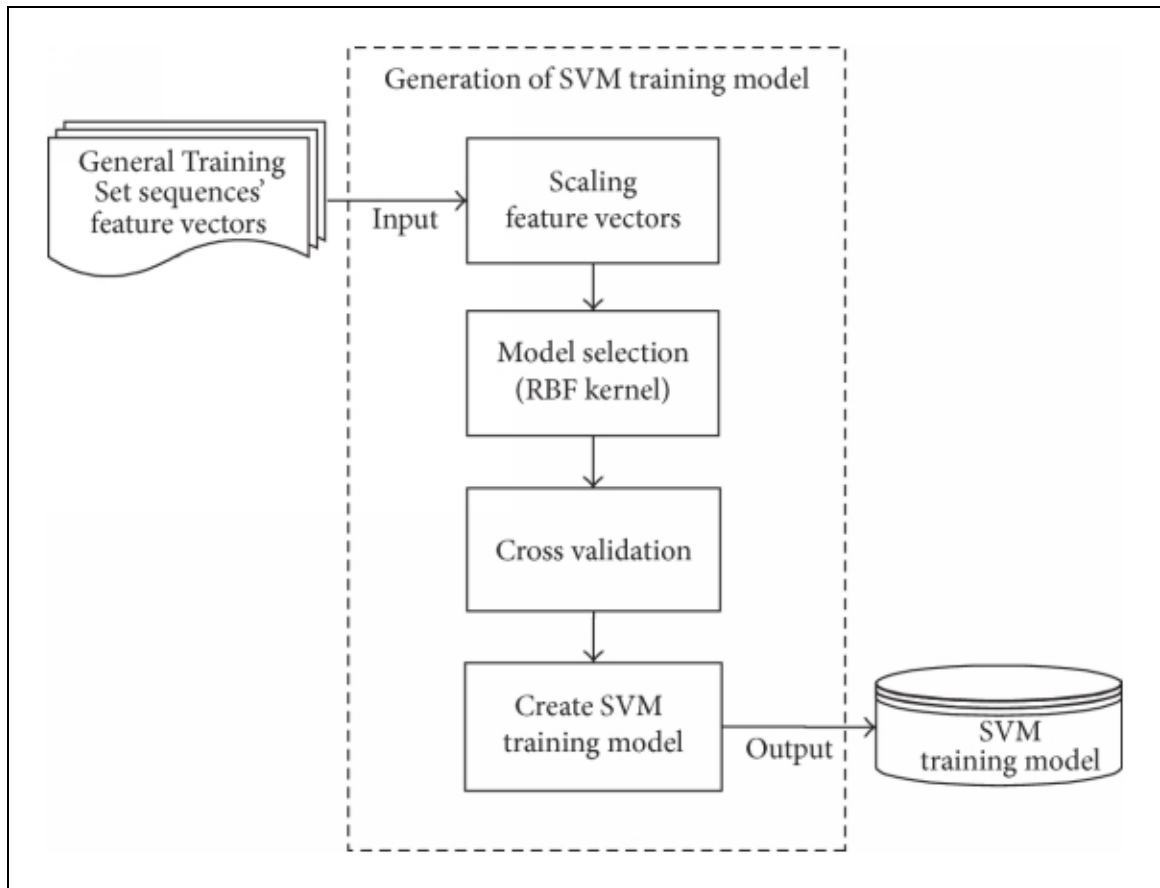 Generation of SVM training model
General Training
Set sequences'
feature vectors
Input
Scaling
feature vectors
Model selection
(RBF kernel)
Cross validation
Create SVM
training model
Output
SVM
training model